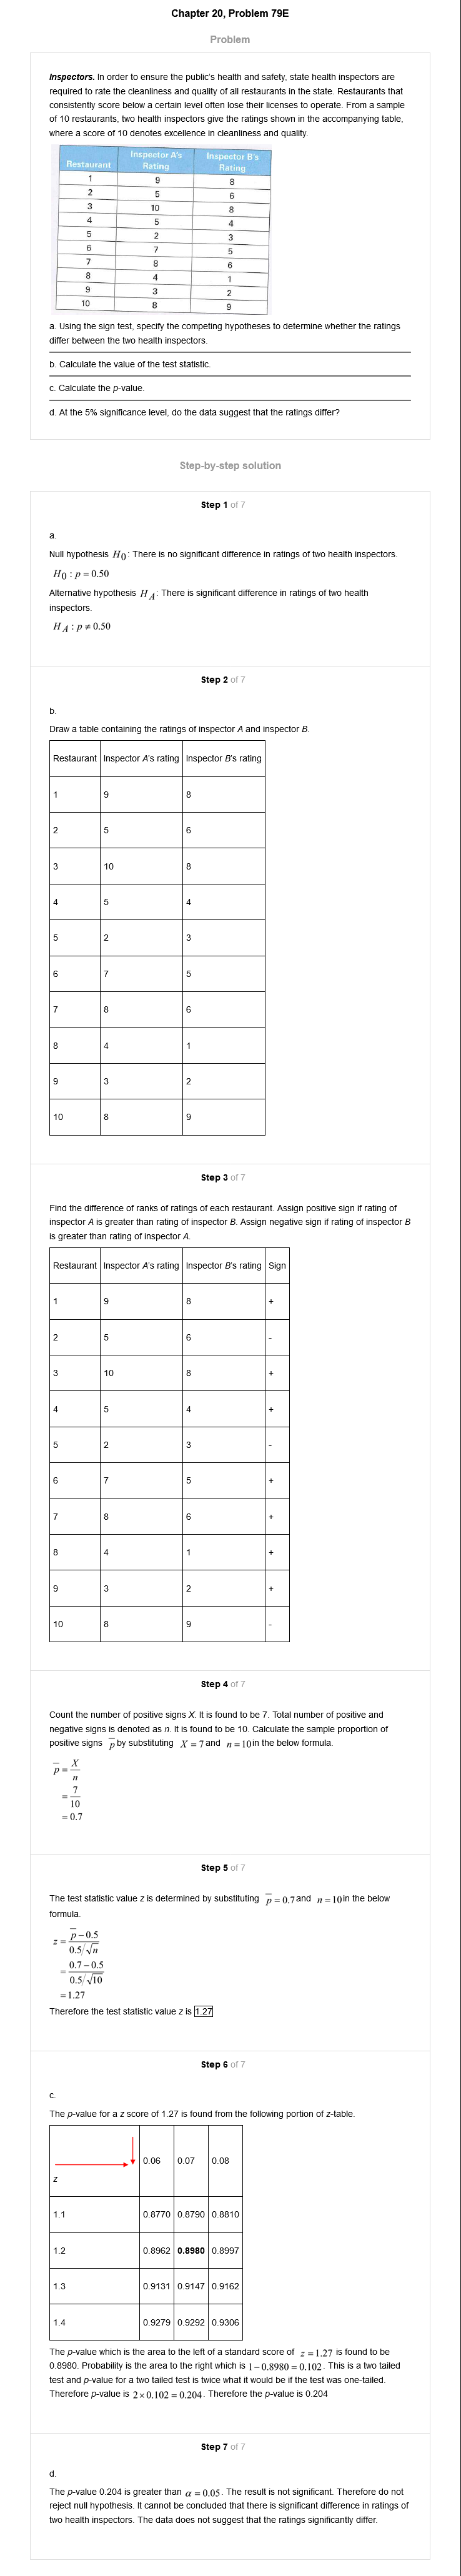 Chapter 20, Problem 79E
Problem
Inspectors. In order to ensure the public's health and safety, state health inspectors are
required to rate the cleanliness and quality of all restaurants in the state. Restaurants that
consistently score below a certain level often lose their licenses to operate. From a sample
of 10 restaurants, two health inspectors give the ratings shown in the accompanying table,
where a score of 10 denotes excellence in cleanliness and quality.
Restaurant Inspector A's Rating Inspector B's Rating
1 9 8
2 5 6
3 10 8
4 5 4
5 2 3
6 7 5
7 8 6
8 4 1
9 3 2
10 8 9
a. Using the sign test, specify the competing hypotheses to determine whether the ratings
differ between the two health inspectors.
b. Calculate the value of the test statistic.
c. Calculate the p-value.
d. At the 5% significance level, do the data suggest that the ratings differ?
Step-by-step solution
Step 1 of 7
a.
Null hypothesis H₀: There is no significant difference in ratings of two health inspectors.
H₀ : p = 0.50
Alternative hypothesis H_A: There is significant difference in ratings of two health
inspectors.
H_A : p ≠ 0.50
Step 2 of 7
b.
Draw a table containing the ratings of inspector A and inspector B.
Restaurant Inspector A's rating Inspector B's rating
1 9 8
2 5 6
3 10 8
4 5 4
5 2 3
6 7 5
7 8 6
8 4 1
9 3 2
10 8 9
Step 3 of 7
Find the difference of ranks of ratings of each restaurant. Assign positive sign if rating of
inspector A is greater than rating of inspector B. Assign negative sign if rating of inspector B
is greater than rating of inspector A.
Restaurant Inspector A's rating Inspector B's rating Sign
1 9 8 +
2 5 6 -
3 10 8 +
4 5 4 +
5 2 3 -
6 7 5 +
7 8 6 +
8 4 1 +
9 3 2 +
10 8 9 -
Step 4 of 7
Count the number of positive signs X. It is found to be 7. Total number of positive and
negative signs is denoted as n. It is found to be 10. Calculate the sample proportion of
positive signs p̄ by substituting X = 7 and n = 10 in the below formula.
p̄ = X/n
= 7/10
= 0.7
Step 5 of 7
The test statistic value z is determined by substituting p̄ = 0.7 and n = 10 in the below
formula.
z = (p̄ − 0.5)/(0.5/√n)
= (0.7 − 0.5)/(0.5/√10)
= 1.27
Therefore the test statistic value z is 1.27
Step 6 of 7
c.
The p-value for a z score of 1.27 is found from the following portion of z-table.
z 0.06 0.07 0.08
1.1 0.8770 0.8790 0.8810
1.2 0.8962 0.8980 0.8997
1.3 0.9131 0.9147 0.9162
1.4 0.9279 0.9292 0.9306
The p-value which is the area to the left of a standard score of z = 1.27 is found to be
0.8980. Probability is the area to the right which is 1 − 0.8980 = 0.102. This is a two tailed
test and p-value for a two tailed test is twice what it would be if the test was one-tailed.
Therefore p-value is 2 × 0.102 = 0.204. Therefore the p-value is 0.204
Step 7 of 7
d.
The p-value 0.204 is greater than α = 0.05. The result is not significant. Therefore do not
reject null hypothesis. It cannot be concluded that there is significant difference in ratings of
two health inspectors. The data does not suggest that the ratings significantly differ.